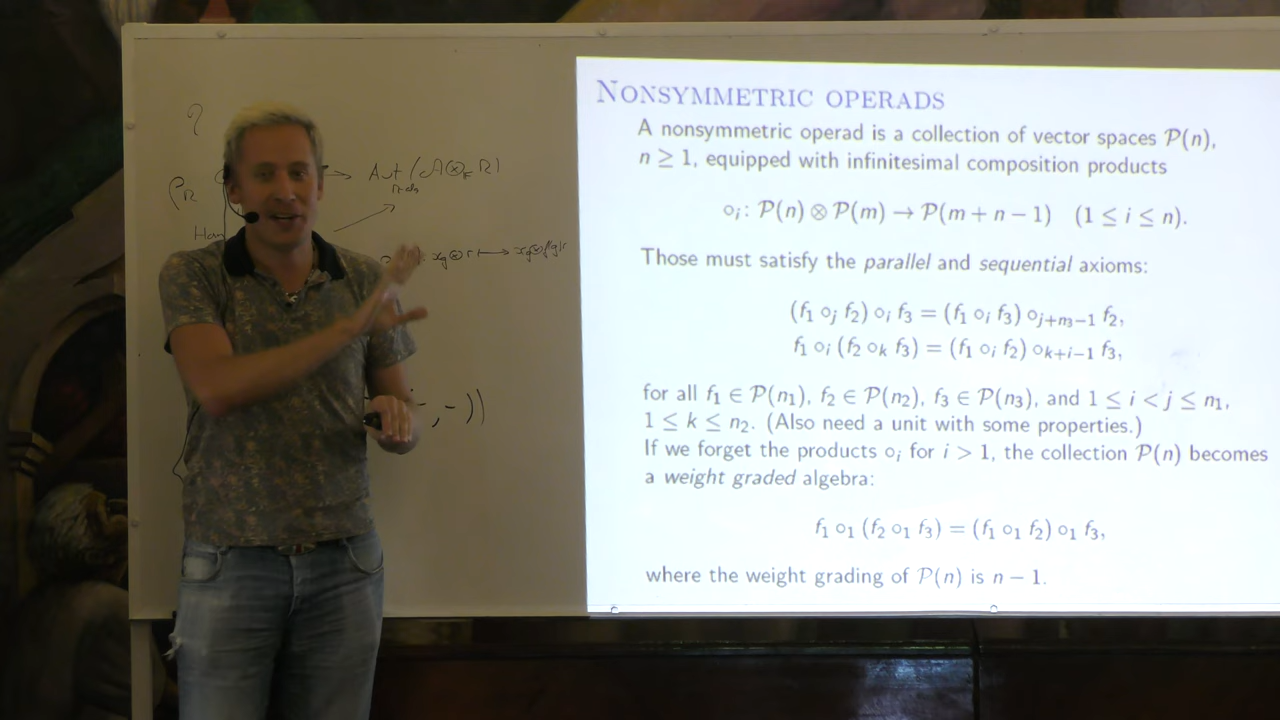 Aut (A⊗_F R)
xg⊗r ⟼ xg⊗f(g)r
, -))
NONSYMMETRIC OPERADS
A nonsymmetric operad is a collection of vector spaces 𝒫(n),
n ≥ 1, equipped with infinitesimal composition products
∘ᵢ: 𝒫(n) ⊗ 𝒫(m) → 𝒫(m + n − 1) (1 ≤ i ≤ n).
Those must satisfy the parallel and sequential axioms:
(f₁ ∘ⱼ f₂) ∘ᵢ f₃ = (f₁ ∘ᵢ f₃) ∘_{j+n₃−1} f₂,
f₁ ∘ᵢ (f₂ ∘ₖ f₃) = (f₁ ∘ᵢ f₂) ∘_{k+i−1} f₃,
for all f₁ ∈ 𝒫(n₁), f₂ ∈ 𝒫(n₂), f₃ ∈ 𝒫(n₃), and 1 ≤ i < j ≤ n₁,
1 ≤ k ≤ n₂. (Also need a unit with some properties.)
If we forget the products ∘ᵢ for i > 1, the collection 𝒫(n) becomes
a weight graded algebra:
f₁ ∘₁ (f₂ ∘₁ f₃) = (f₁ ∘₁ f₂) ∘₁ f₃,
where the weight grading of 𝒫(n) is n − 1.